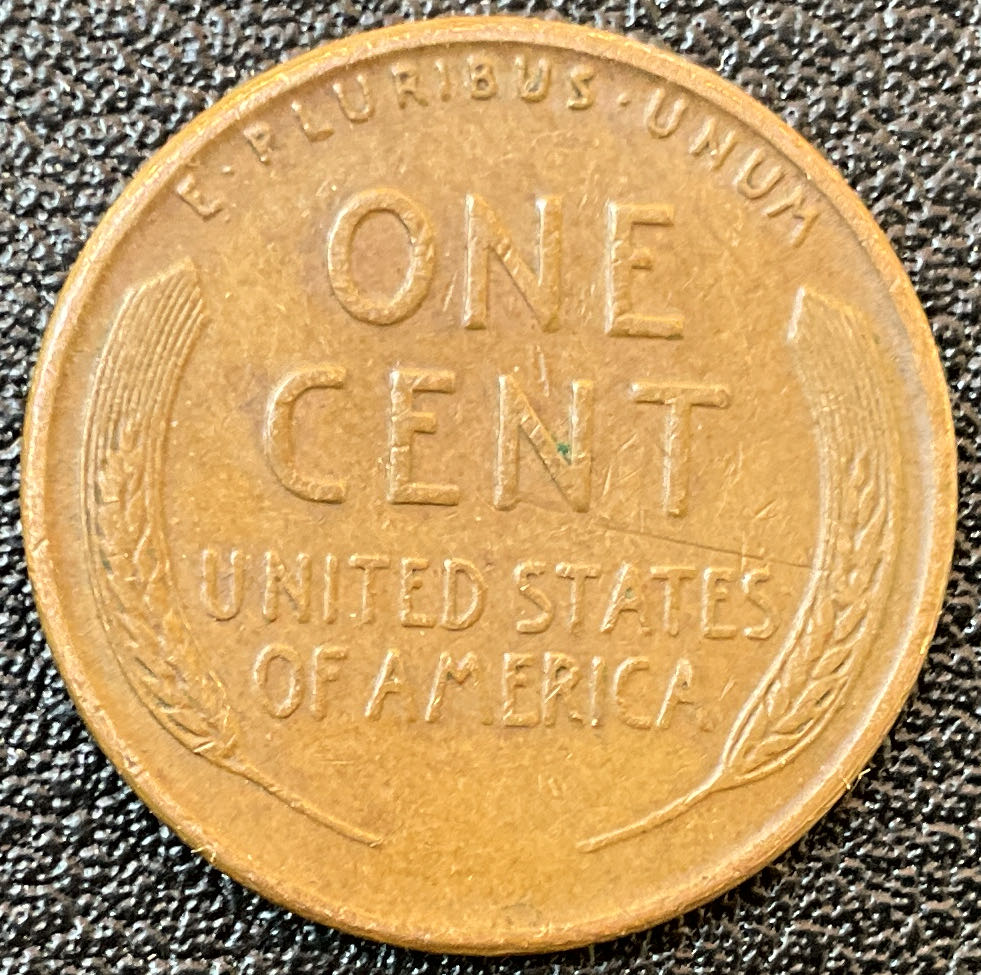 E·PLURIBUS·UNUM
ONE
CENT
UNITED STATES
OF AMERICA